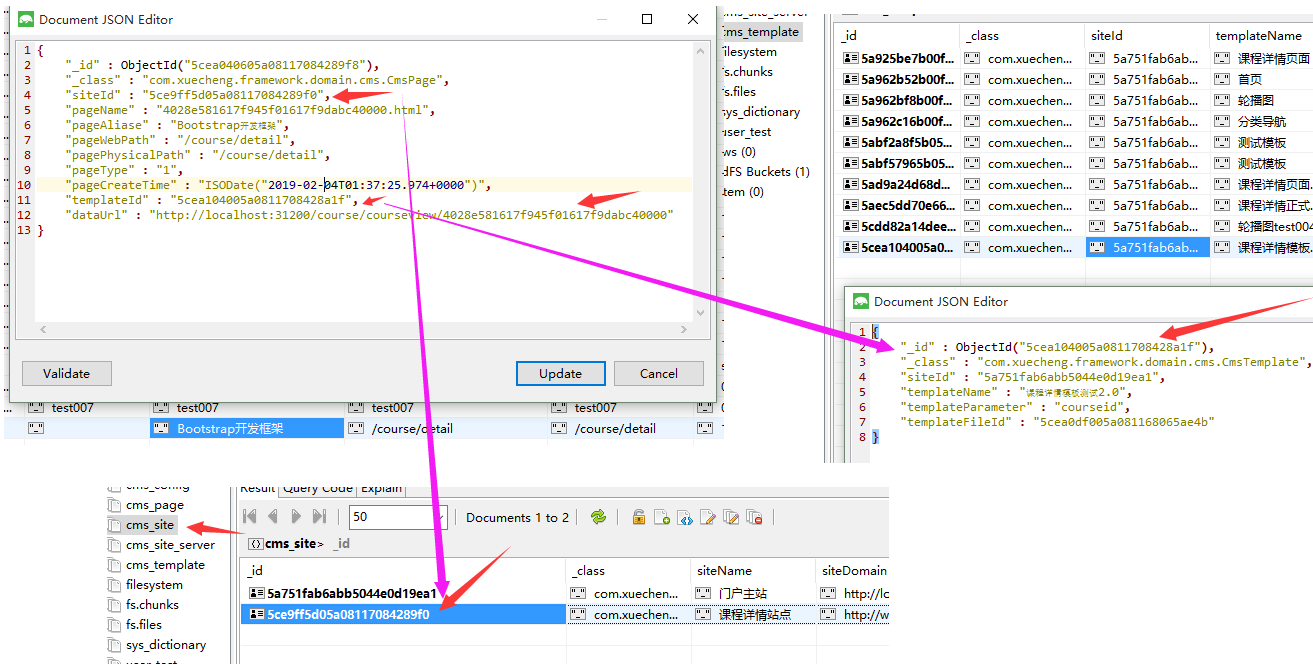 Document JSON Editor
1 {
2 "_id" : ObjectId("5cea040605a08117084289f8"),
3 "_class" : "com.xuecheng.framework.domain.cms.CmsPage",
4 "siteId" : "5ce9ff5d05a08117084289f0",
5 "pageName" : "4028e581617f945f01617f9dabc40000.html",
6 "pageAliase" : "Bootstrap开发框架",
7 "pageWebPath" : "/course/detail",
8 "pagePhysicalPath" : "/course/detail",
9 "pageType" : "1",
10 "pageCreateTime" : "ISODate("2019-02-04T01:37:25.974+0000")",
11 "templateId" : "5cea104005a0811708428a1f",
12 "dataUrl" : "http://localhost:31200/course/courseview/4028e581617f945f01617f9dabc40000"
13 }
Validate Update Cancel
test007 test007 test007 test007
Bootstrap开发框架 /course/detail /course/detail
cms_site_server
cms_template
filesystem
fs.chunks
fs.files
sys_dictionary
user_test
ws (0)
dFS Buckets (1)
tem (0)
_id _class siteId templateName
5a925be7b00f... com.xuechen... 5a751fab6ab... 课程详情页面
5a962b52b00f... com.xuechen... 5a751fab6ab... 首页
5a962bf8b00f... com.xuechen... 5a751fab6ab... 轮播图
5a962c16b00f... com.xuechen... 5a751fab6ab... 分类导航
5abf2a8f5b05... com.xuechen... 5a751fab6ab... 测试模板
5abf57965b05... com.xuechen... 5a751fab6ab... 测试模板
5ad9a24d68d... com.xuechen... 5a751fab6ab... 课程详情页...
5aec5dd70e66... com.xuechen... 5a751fab6ab... 课程详情正式.
5cdd82a14dee... com.xuechen... 5a751fab6ab... 轮播图test004
5cea104005a0... com.xuechen... 5a751fab6ab... 课程详情模板.
Document JSON Editor
1 {
2 "_id" : ObjectId("5cea104005a0811708428a1f"),
3 "_class" : "com.xuecheng.framework.domain.cms.CmsTemplate",
4 "siteId" : "5a751fab6abb5044e0d19ea1",
5 "templateName" : "课程详情模板测试2.0",
6 "templateParameter" : "courseid",
7 "templateFileId" : "5cea0df005a081168065ae4b"
8 }
cms_config
cms_page
cms_site
cms_site_server
cms_template
filesystem
fs.chunks
fs.files
sys_dictionary
user_test
Result Query Code Explain
50 Documents 1 to 2
cms_site> _id
_id _class siteName siteDomain
5a751fab6abb5044e0d19ea1 com.xuechen... 门户主站 http://lo
5ce9ff5d05a08117084289f0 com.xuechen... 课程详情站点 http://w